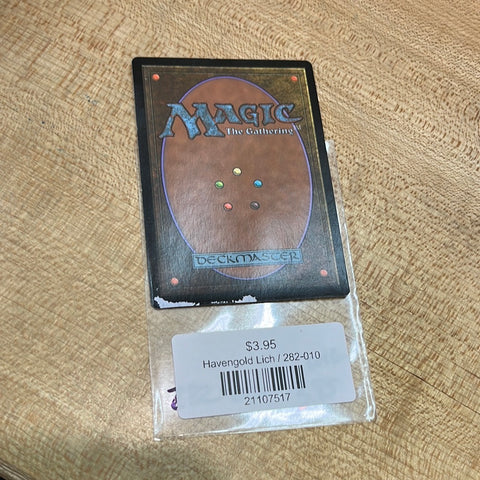 MAGIC
The Gathering
DECKMASTER
$3.95
Havengold Lich / 282-010
21107517